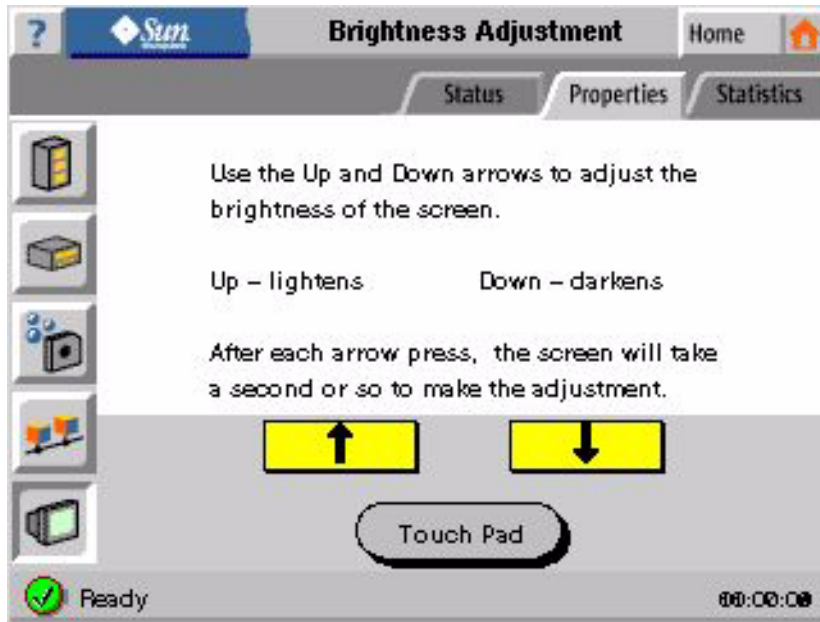 ?
Sun
Brightness Adjustment
Home
Status
Properties
Statistics
Use the Up and Down arrows to adjust the
brightness of the screen.
Up – lightens
Down – darkens
After each arrow press, the screen will take
a second or so to make the adjustment.
Touch Pad
Ready
00:00:00